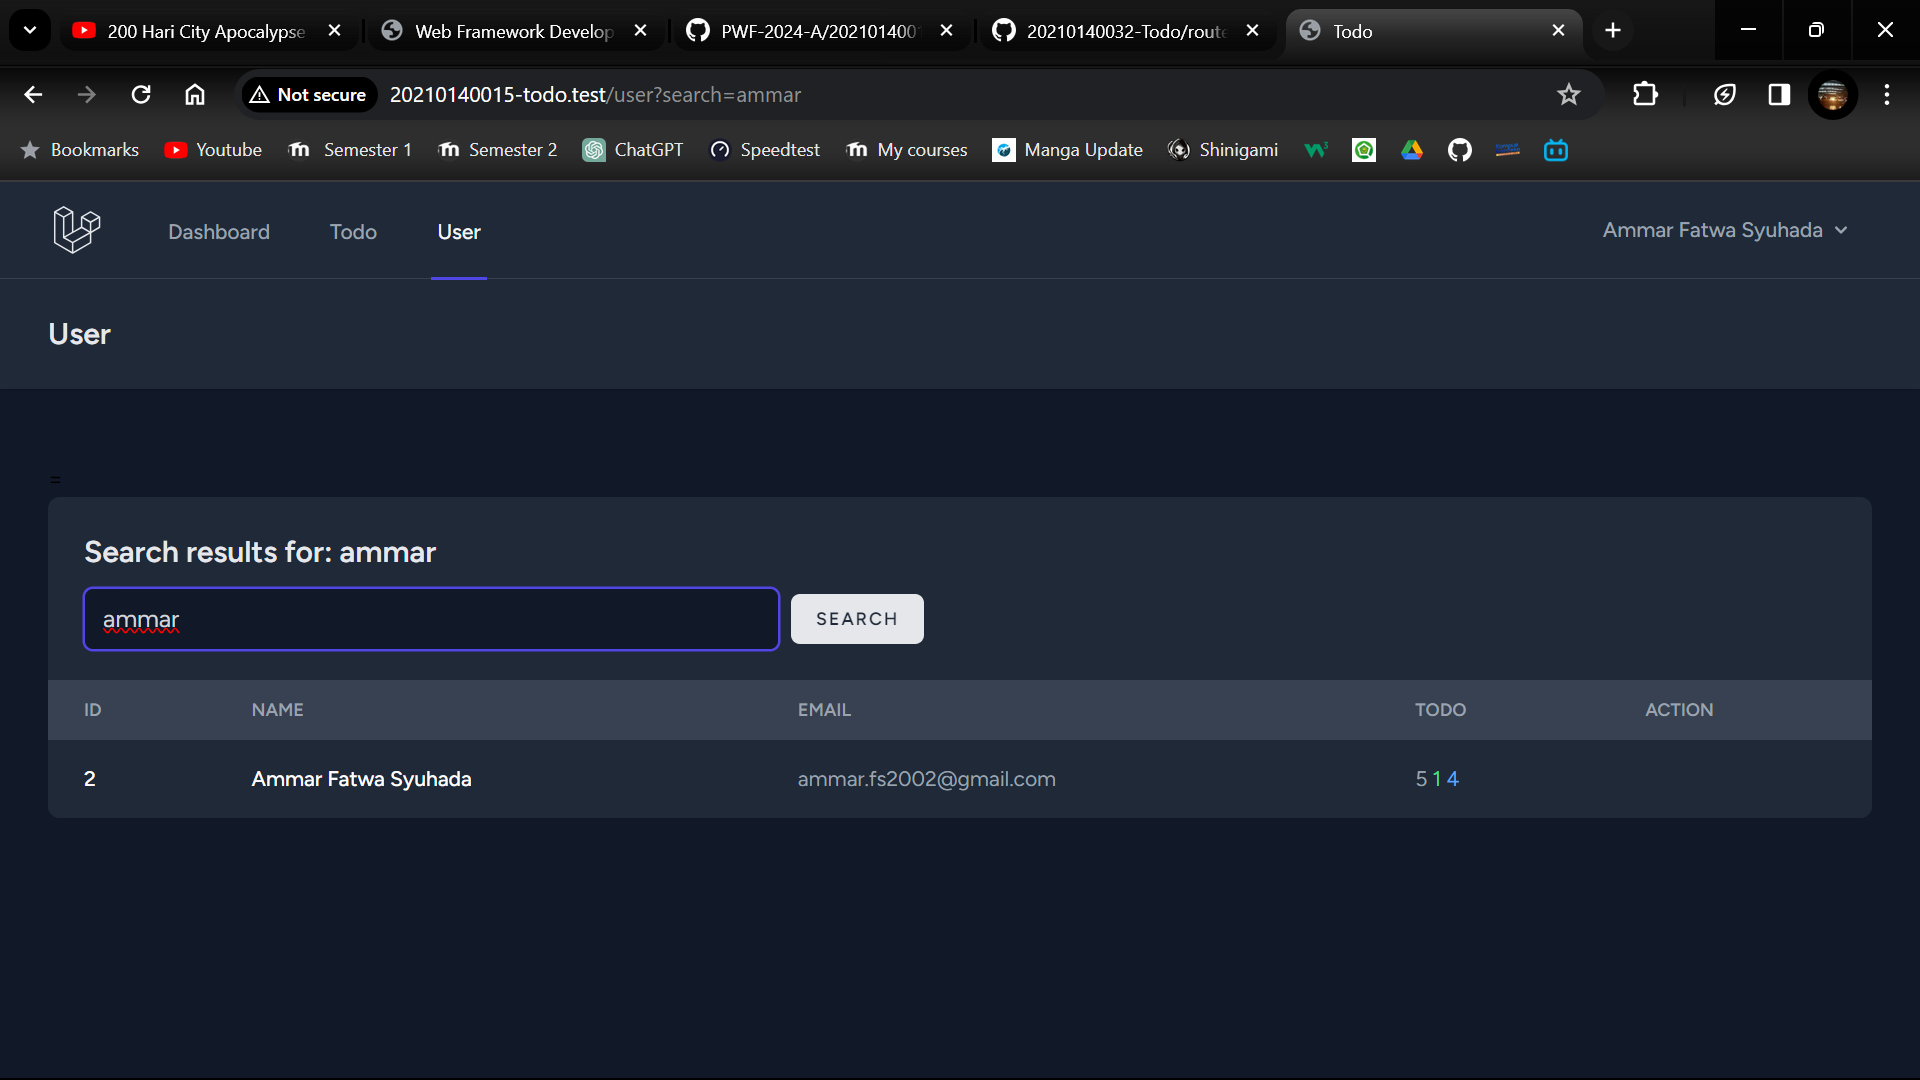 200 Hari City Apocalypse
Web Framework Develop
PWF-2024-A/2021014001
20210140032-Todo/route
Todo
Not secure
20210140015-todo.test/user?search=ammar
Bookmarks
Youtube
Semester 1
Semester 2
ChatGPT
Speedtest
My courses
Manga Update
Shinigami
Dashboard
Todo
User
Ammar Fatwa Syuhada
User
=
Search results for: ammar
ammar
SEARCH
ID NAME EMAIL TODO ACTION
2 Ammar Fatwa Syuhada ammar.fs2002@gmail.com 5 1 4